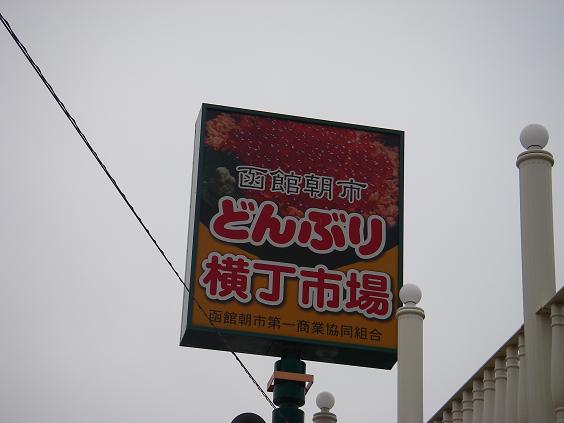 函館朝市
どんぶり
横丁市場
函館朝市第一商業協同組合